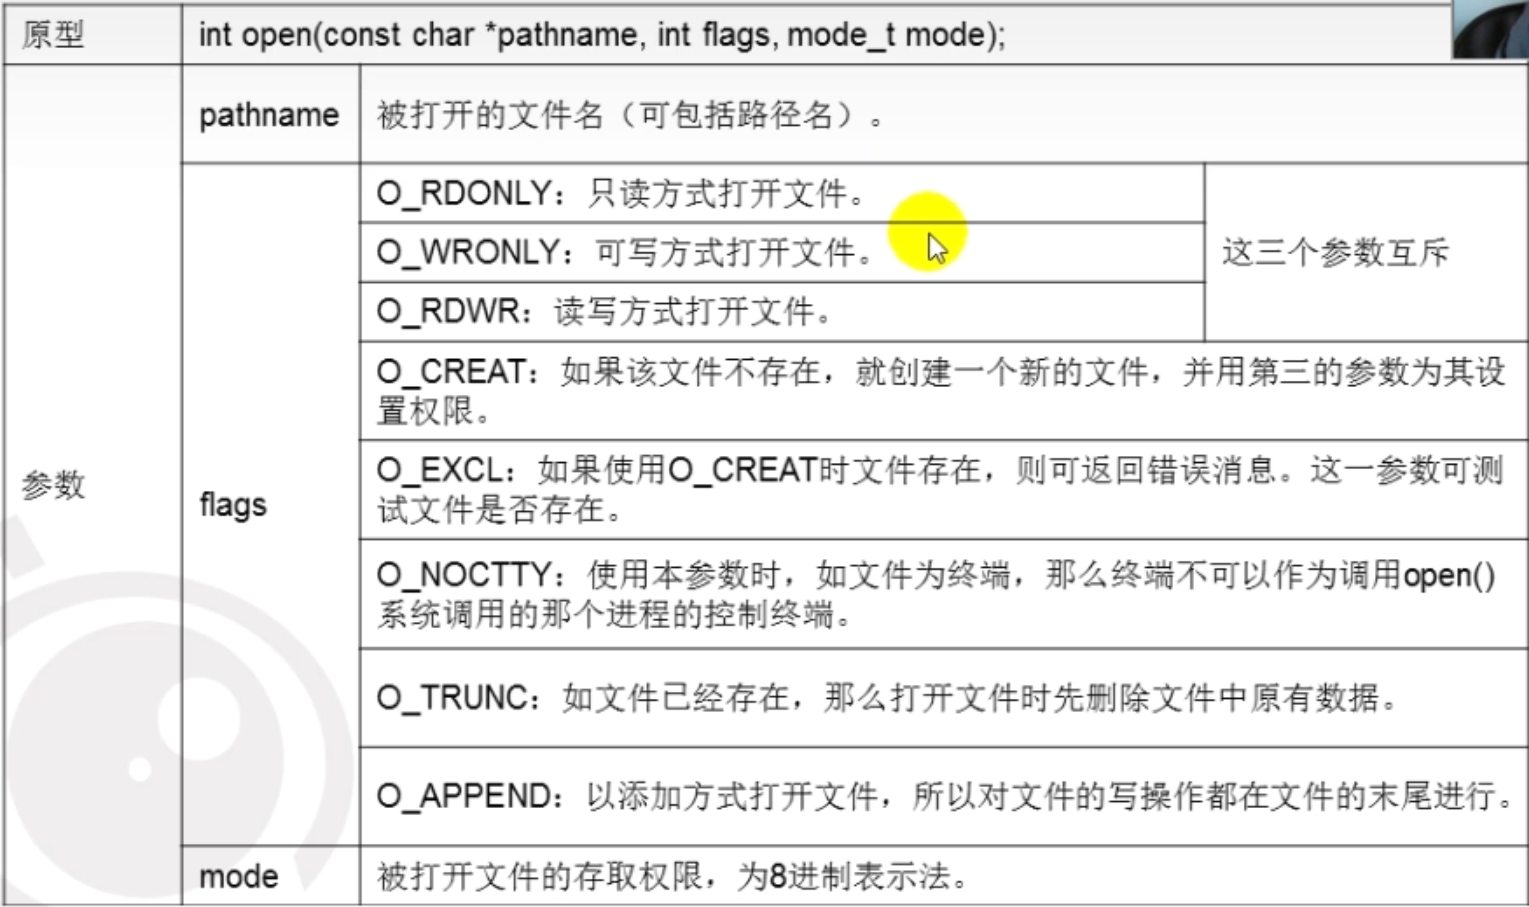 原型
int open(const char *pathname, int flags, mode_t mode);
参数
pathname
被打开的文件名（可包括路径名）。
flags
O_RDONLY：只读方式打开文件。
O_WRONLY：可写方式打开文件。
O_RDWR：读写方式打开文件。
这三个参数互斥
O_CREAT：如果该文件不存在，就创建一个新的文件，并用第三的参数为其设
置权限。
O_EXCL：如果使用O_CREAT时文件存在，则可返回错误消息。这一参数可测
试文件是否存在。
O_NOCTTY：使用本参数时，如文件为终端，那么终端不可以作为调用open()
系统调用的那个进程的控制终端。
O_TRUNC：如文件已经存在，那么打开文件时先删除文件中原有数据。
O_APPEND：以添加方式打开文件，所以对文件的写操作都在文件的末尾进行。
mode
被打开文件的存取权限，为8进制表示法。